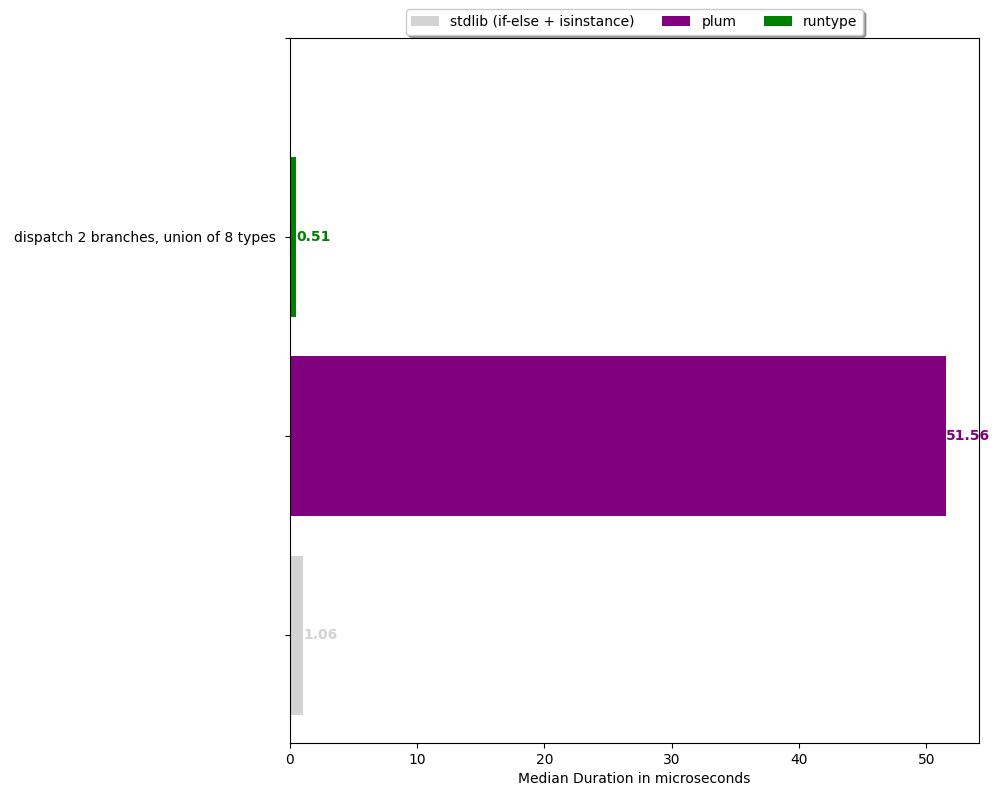 stdlib (if-else + isinstance) plum runtype
dispatch 2 branches, union of 8 types
0.51
51.56
1.06
0 10 20 30 40 50
Median Duration in microseconds